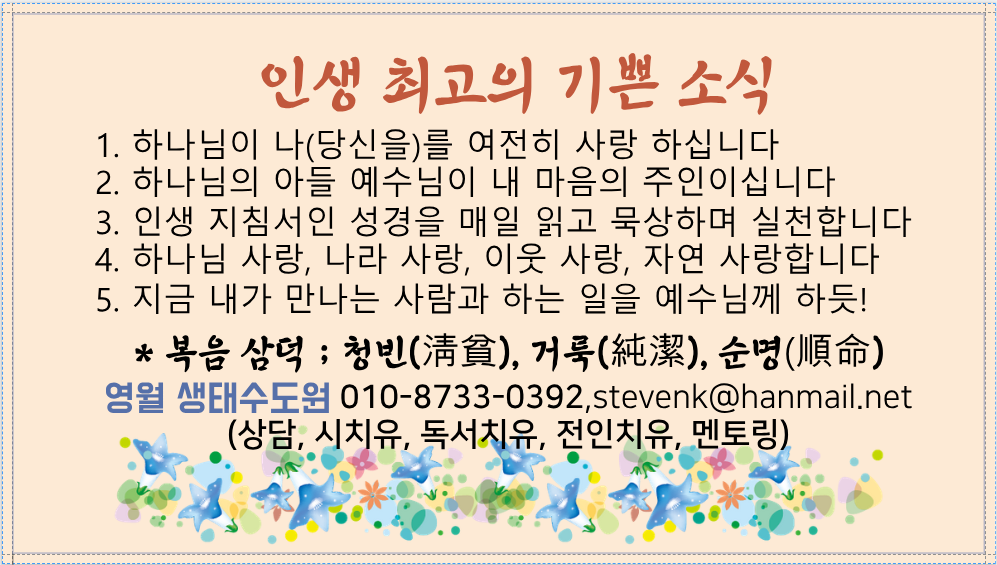 인생 최고의 기쁜 소식
1. 하나님이 나(당신을)를 여전히 사랑 하십니다
2. 하나님의 아들 예수님이 내 마음의 주인이십니다
3. 인생 지침서인 성경을 매일 읽고 묵상하며 실천합니다
4. 하나님 사랑, 나라 사랑, 이웃 사랑, 자연 사랑합니다
5. 지금 내가 만나는 사람과 하는 일을 예수님께 하듯!
* 복음 삼덕 ; 청빈(淸貧), 거룩(純潔), 순명(順命)
영월 생태수도원 010-8733-0392,stevenk@hanmail.net
(상담, 시치유, 독서치유, 전인치유, 멘토링)